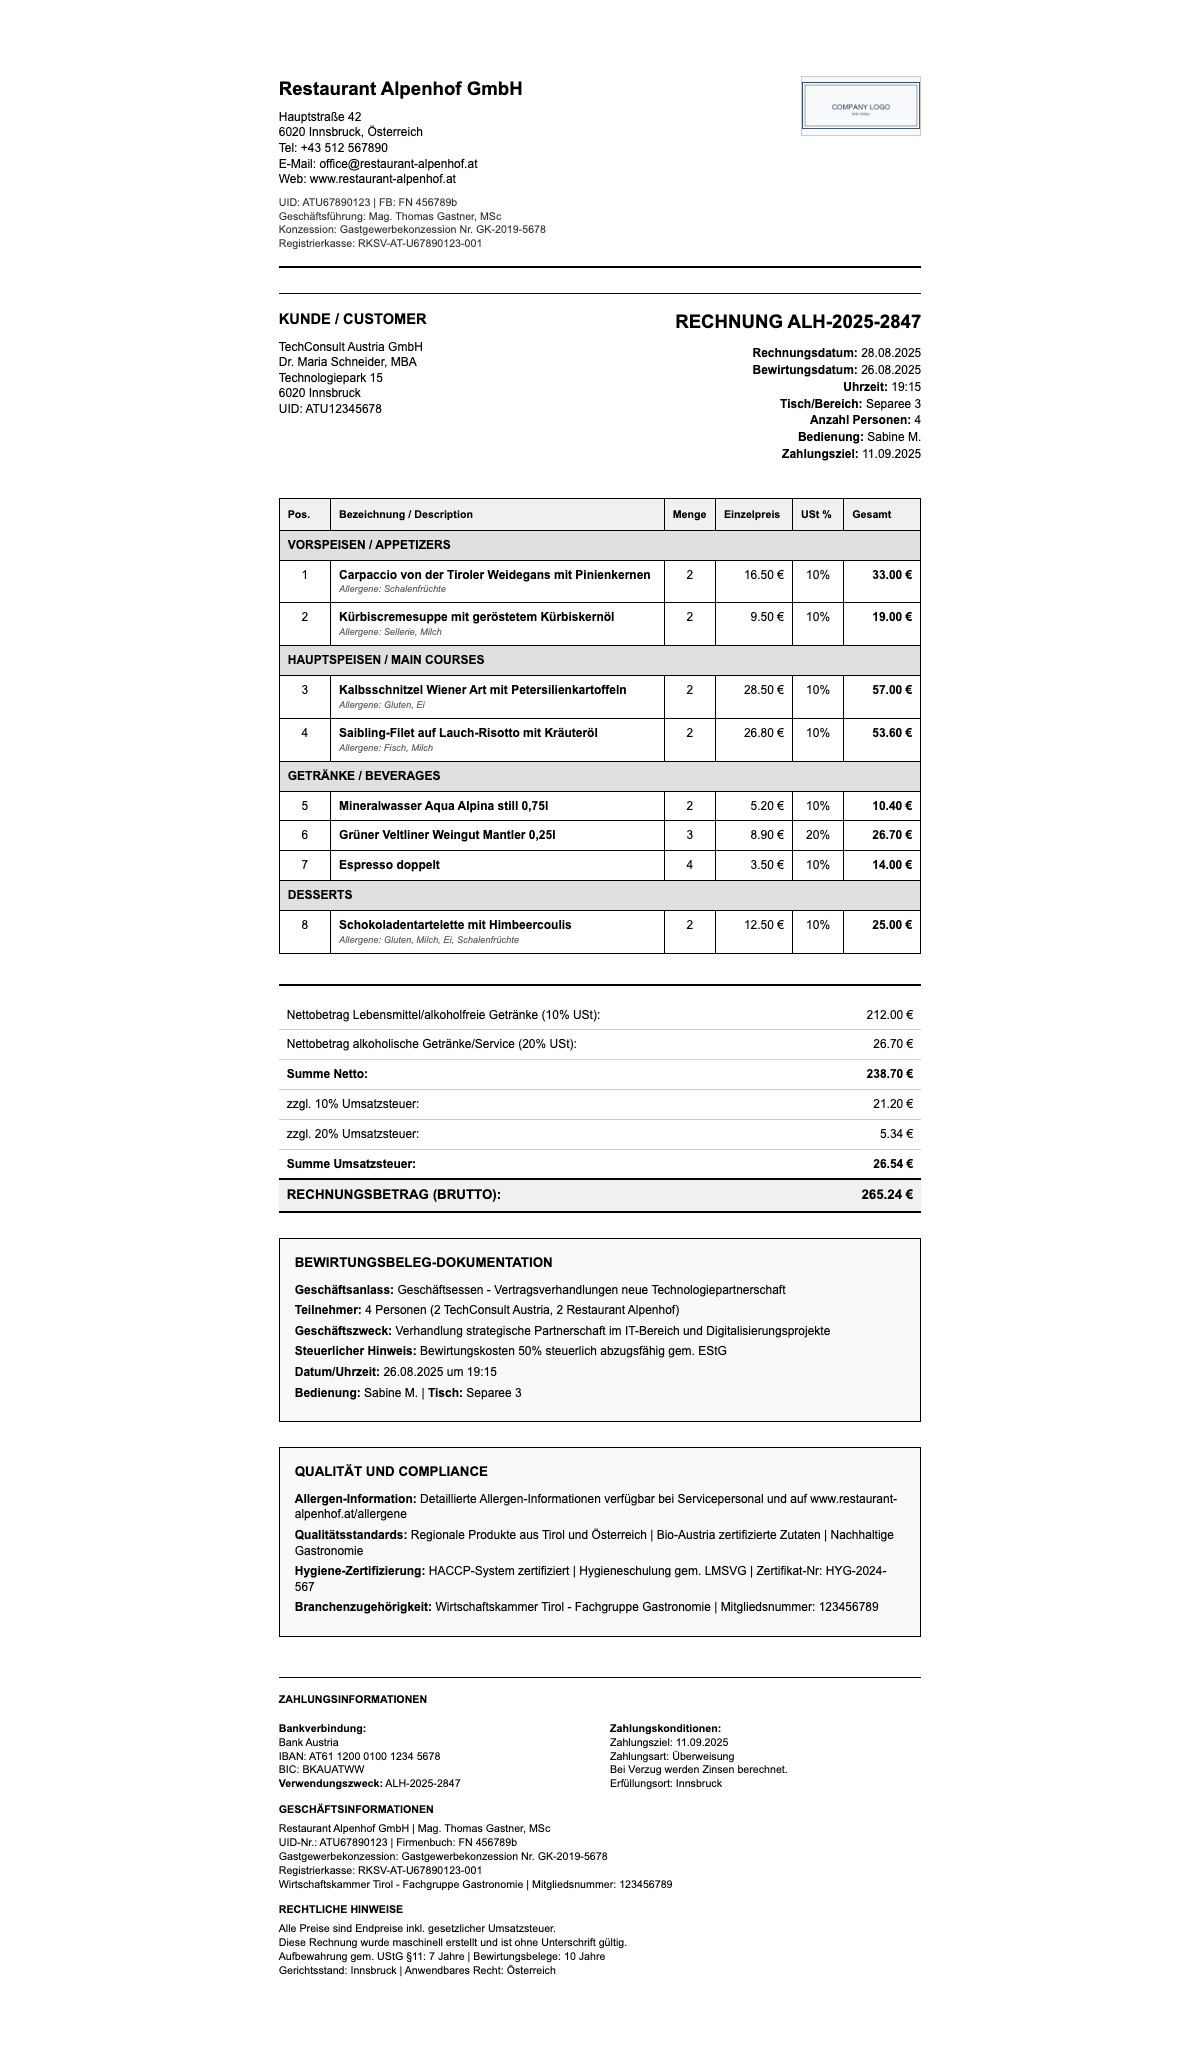 Restaurant Alpenhof GmbH
Hauptstraße 42
6020 Innsbruck, Österreich
Tel: +43 512 567890
E-Mail: office@restaurant-alpenhof.at
Web: www.restaurant-alpenhof.at
UID: ATU67890123 | FB: FN 456789b
Geschäftsführung: Mag. Thomas Gastner, MSc
Konzession: Gastgewerbekonzession Nr. GK-2019-5678
Registrierkasse: RKSV-AT-U67890123-001
COMPANY LOGO
KUNDE / CUSTOMER
TechConsult Austria GmbH
Dr. Maria Schneider, MBA
Technologiepark 15
6020 Innsbruck
UID: ATU12345678
RECHNUNG ALH-2025-2847
Rechnungsdatum: 28.08.2025
Bewirtungsdatum: 26.08.2025
Uhrzeit: 19:15
Tisch/Bereich: Separee 3
Anzahl Personen: 4
Bedienung: Sabine M.
Zahlungsziel: 11.09.2025
Pos. Bezeichnung / Description Menge Einzelpreis USt % Gesamt
VORSPEISEN / APPETIZERS
1 Carpaccio von der Tiroler Weidegans mit Pinienkernen 2 16.50 € 10% 33.00 €
Allergene: Schalenfrüchte
2 Kürbiscremesuppe mit geröstetem Kürbiskernöl 2 9.50 € 10% 19.00 €
Allergene: Sellerie, Milch
HAUPTSPEISEN / MAIN COURSES
3 Kalbsschnitzel Wiener Art mit Petersilienkartoffeln 2 28.50 € 10% 57.00 €
Allergene: Gluten, Ei
4 Saibling-Filet auf Lauch-Risotto mit Kräuteröl 2 26.80 € 10% 53.60 €
Allergene: Fisch, Milch
GETRÄNKE / BEVERAGES
5 Mineralwasser Aqua Alpina still 0,75l 2 5.20 € 10% 10.40 €
6 Grüner Veltliner Weingut Mantler 0,25l 3 8.90 € 20% 26.70 €
7 Espresso doppelt 4 3.50 € 10% 14.00 €
DESSERTS
8 Schokoladentartelette mit Himbeercoulis 2 12.50 € 10% 25.00 €
Allergene: Gluten, Milch, Ei, Schalenfrüchte
Nettobetrag Lebensmittel/alkoholfreie Getränke (10% USt): 212.00 €
Nettobetrag alkoholische Getränke/Service (20% USt): 26.70 €
Summe Netto: 238.70 €
zzgl. 10% Umsatzsteuer: 21.20 €
zzgl. 20% Umsatzsteuer: 5.34 €
Summe Umsatzsteuer: 26.54 €
RECHNUNGSBETRAG (BRUTTO): 265.24 €
BEWIRTUNGSBELEG-DOKUMENTATION
Geschäftsanlass: Geschäftsessen - Vertragsverhandlungen neue Technologiepartnerschaft
Teilnehmer: 4 Personen (2 TechConsult Austria, 2 Restaurant Alpenhof)
Geschäftszweck: Verhandlung strategische Partnerschaft im IT-Bereich und Digitalisierungsprojekte
Steuerlicher Hinweis: Bewirtungskosten 50% steuerlich abzugsfähig gem. EStG
Datum/Uhrzeit: 26.08.2025 um 19:15
Bedienung: Sabine M. | Tisch: Separee 3
QUALITÄT UND COMPLIANCE
Allergen-Information: Detaillierte Allergen-Informationen verfügbar bei Servicepersonal und auf www.restaurant-
alpenhof.at/allergene
Qualitätsstandards: Regionale Produkte aus Tirol und Österreich | Bio-Austria zertifizierte Zutaten | Nachhaltige
Gastronomie
Hygiene-Zertifizierung: HACCP-System zertifiziert | Hygieneschulung gem. LMSVG | Zertifikat-Nr: HYG-2024-
567
Branchenzugehörigkeit: Wirtschaftskammer Tirol - Fachgruppe Gastronomie | Mitgliedsnummer: 123456789
ZAHLUNGSINFORMATIONEN
Bankverbindung:
Bank Austria
IBAN: AT61 1200 0100 1234 5678
BIC: BKAUATWW
Verwendungszweck: ALH-2025-2847
Zahlungskonditionen:
Zahlungsziel: 11.09.2025
Zahlungsart: Überweisung
Bei Verzug werden Zinsen berechnet.
Erfüllungsort: Innsbruck
GESCHÄFTSINFORMATIONEN
Restaurant Alpenhof GmbH | Mag. Thomas Gastner, MSc
UID-Nr.: ATU67890123 | Firmenbuch: FN 456789b
Gastgewerbekonzession: Gastgewerbekonzession Nr. GK-2019-5678
Registrierkasse: RKSV-AT-U67890123-001
Wirtschaftskammer Tirol - Fachgruppe Gastronomie | Mitgliedsnummer: 123456789
RECHTLICHE HINWEISE
Alle Preise sind Endpreise inkl. gesetzlicher Umsatzsteuer.
Diese Rechnung wurde maschinell erstellt und ist ohne Unterschrift gültig.
Aufbewahrung gem. UStG §11: 7 Jahre | Bewirtungsbelege: 10 Jahre
Gerichtsstand: Innsbruck | Anwendbares Recht: Österreich